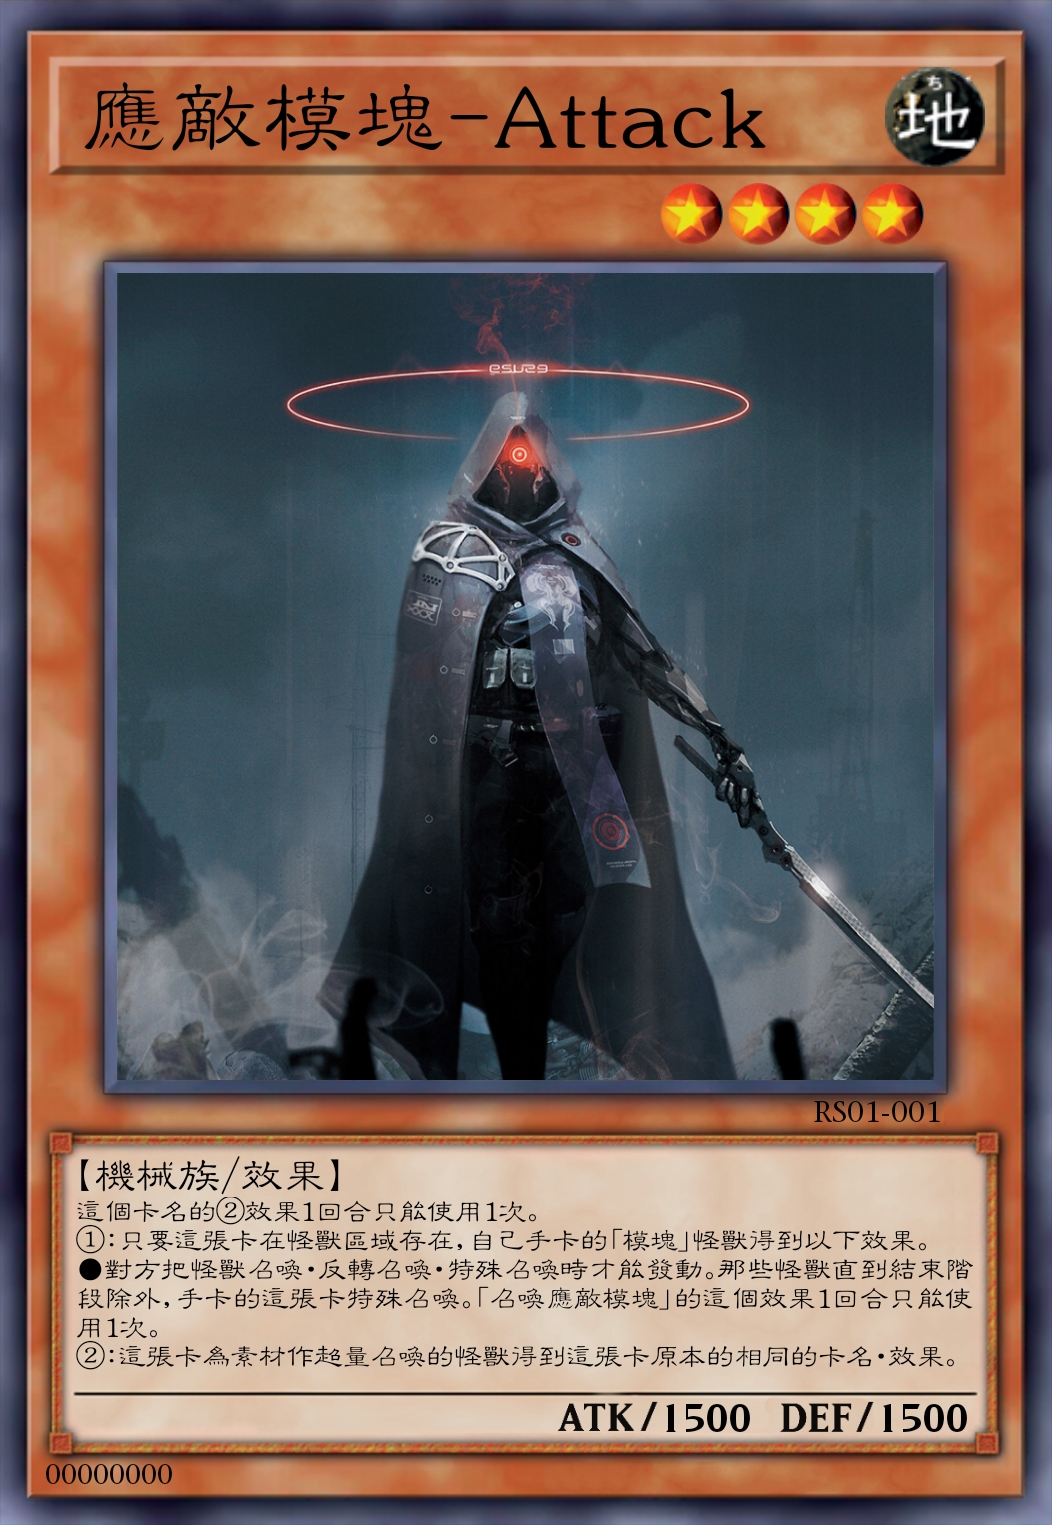 應敵模塊-Attack
ち
地
RS01-001
【機械族/效果】
這個卡名的②效果1回合只能使用1次。
①：只要這張卡在怪獸區域存在，自己手卡的「模塊」怪獸得到以下效果。
●對方把怪獸召喚・反轉召喚・特殊召喚時才能發動。那些怪獸直到結束階
段除外，手卡的這張卡特殊召喚。「召喚應敵模塊」的這個效果1回合只能使
用1次。
②：這張卡為素材作超量召喚的怪獸得到這張卡原本的相同的卡名・效果。
ATK/1500 DEF/1500
00000000